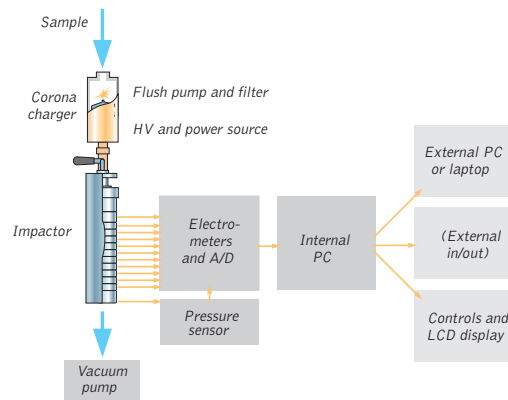 Sample
Corona
charger
Flush pump and filter
HV and power source
Impactor
Electro-
meters
and A/D
Internal
PC
External PC
or laptop
(External
in/out)
Controls and
LCD display
Pressure
sensor
Vacuum
pump